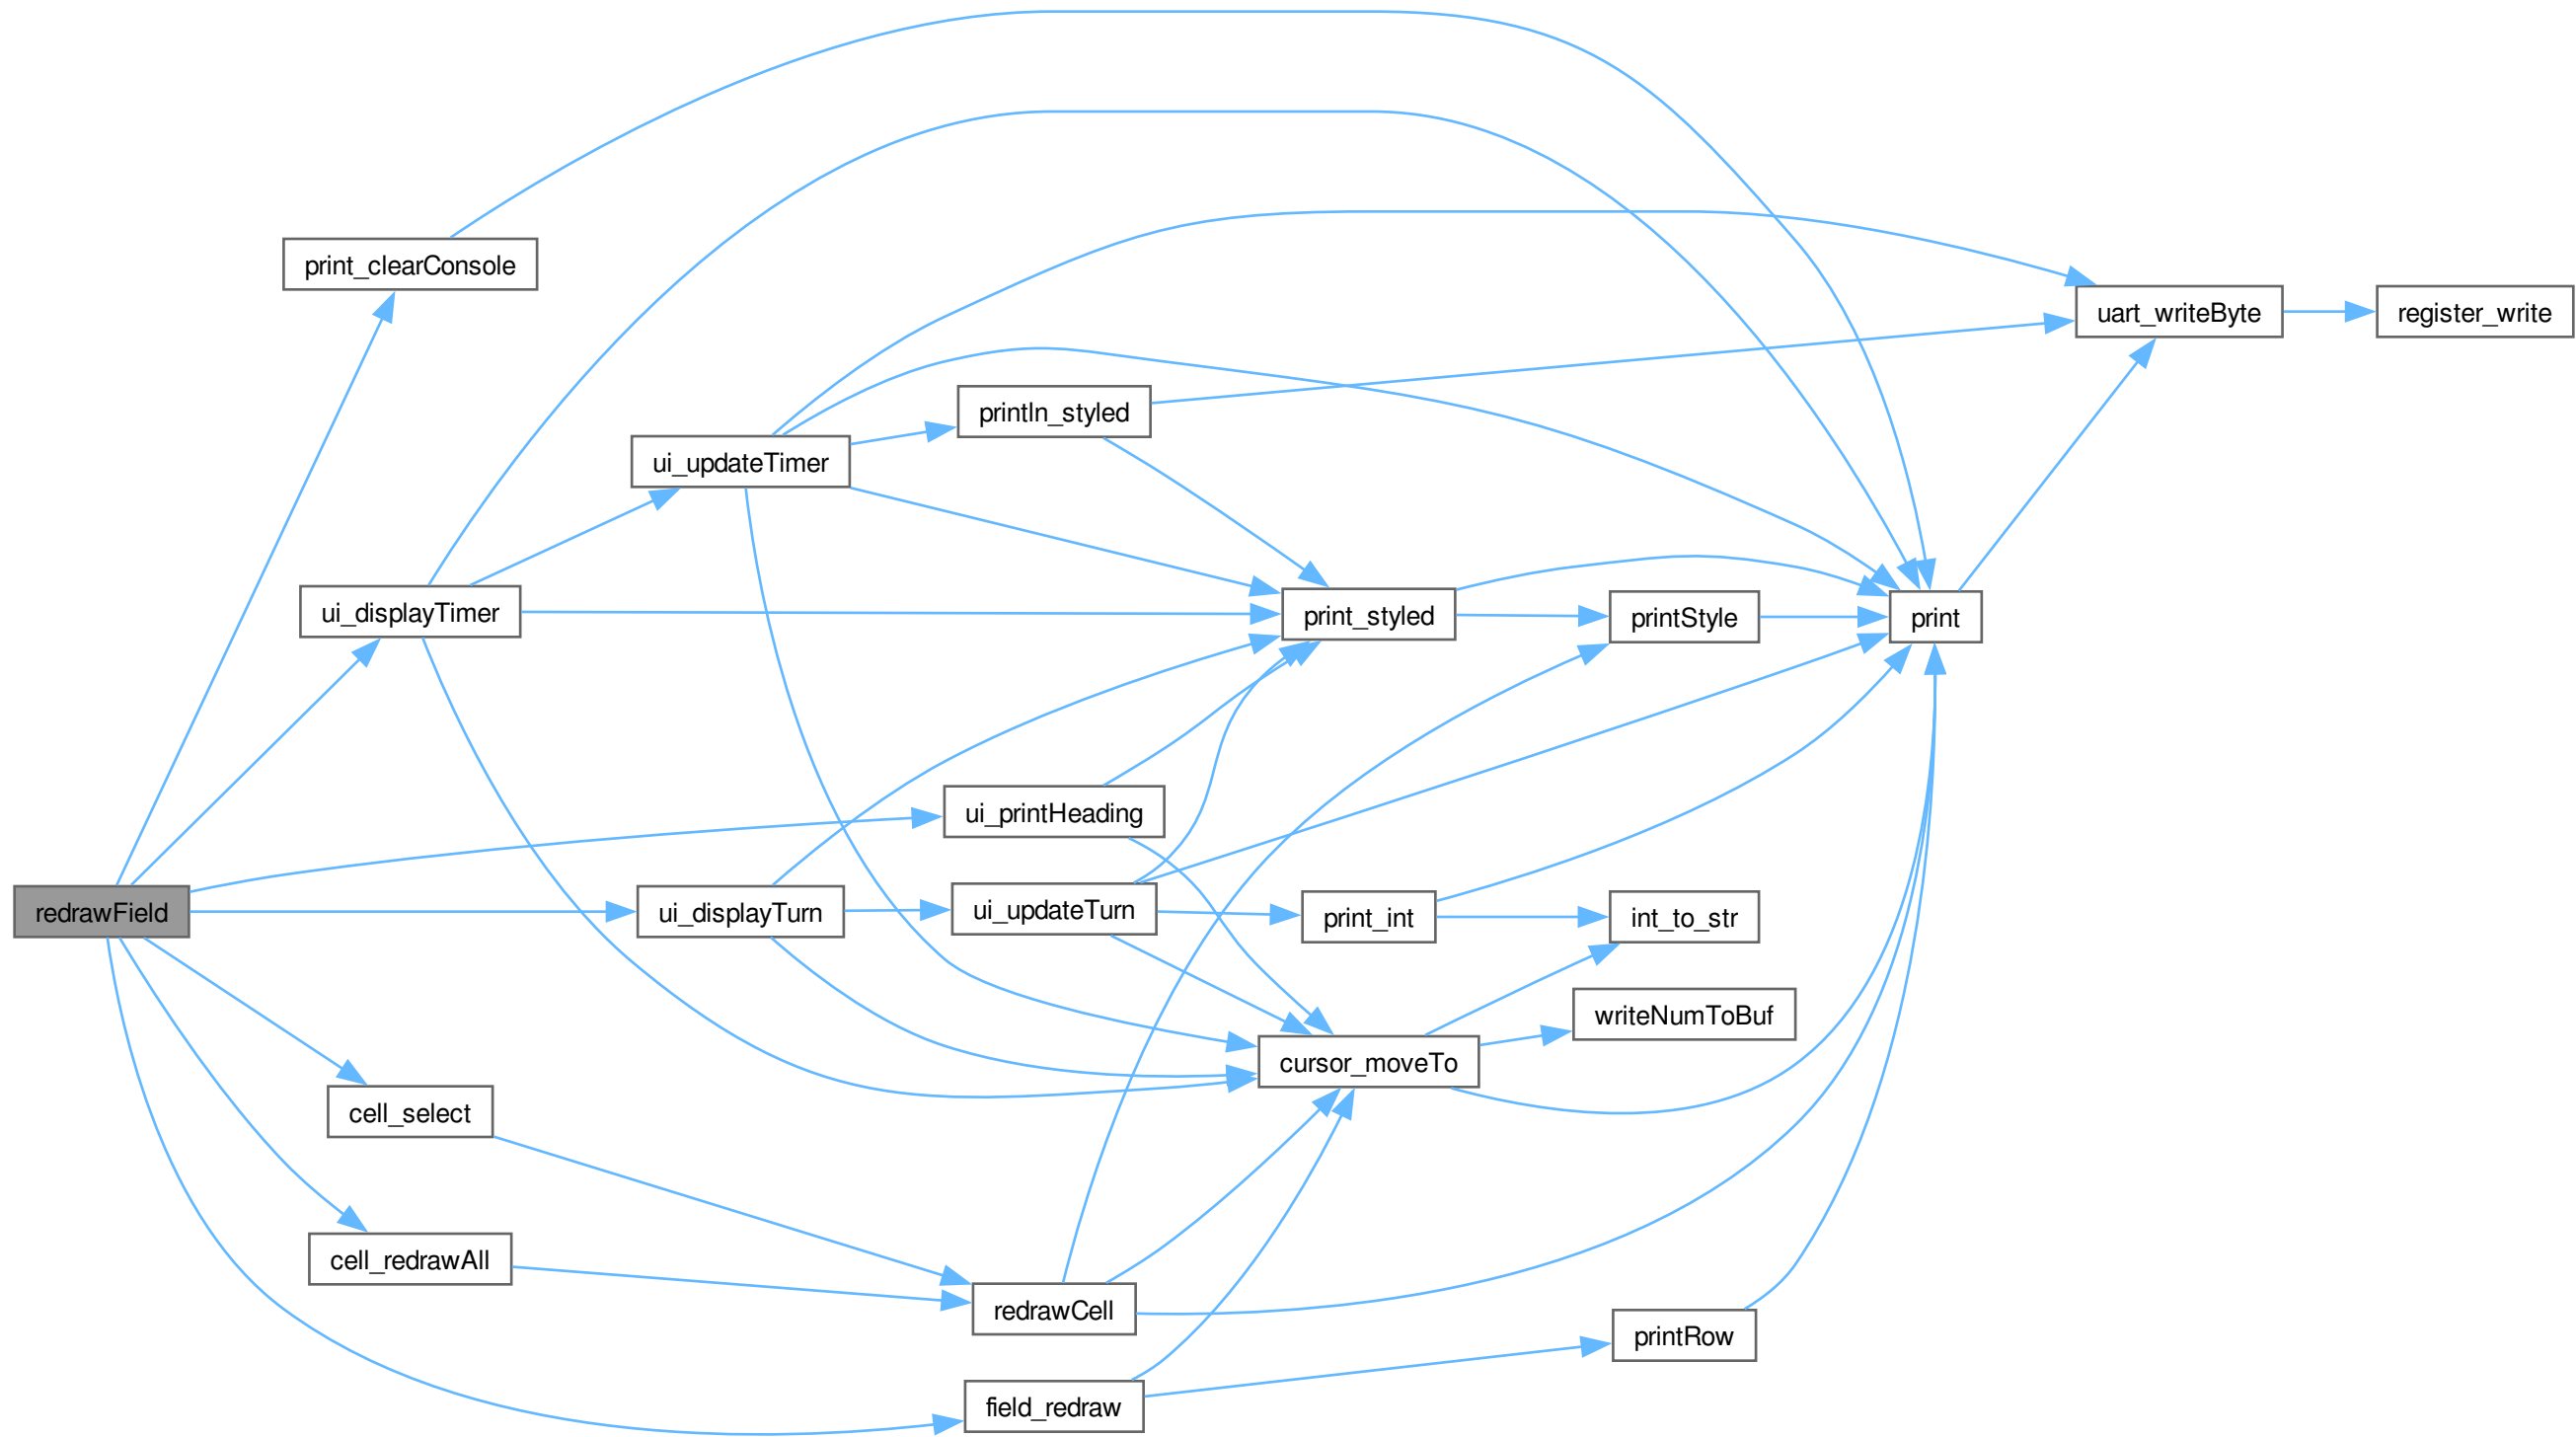 print_clearConsole
uart_writeByte
register_write
println_styled
ui_updateTimer
ui_displayTimer
print_styled
printStyle
print
ui_printHeading
redrawField
ui_displayTurn
ui_updateTurn
print_int
int_to_str
writeNumToBuf
cursor_moveTo
cell_select
cell_redrawAll
redrawCell
printRow
field_redraw